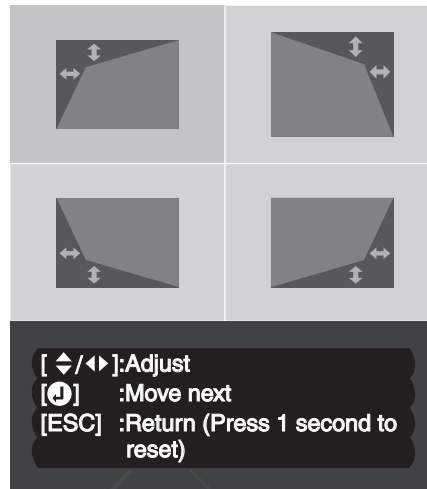 [ ⬘/◂▸ ]:Adjust
[⏎] :Move next
[ESC] :Return (Press 1 second to
reset)